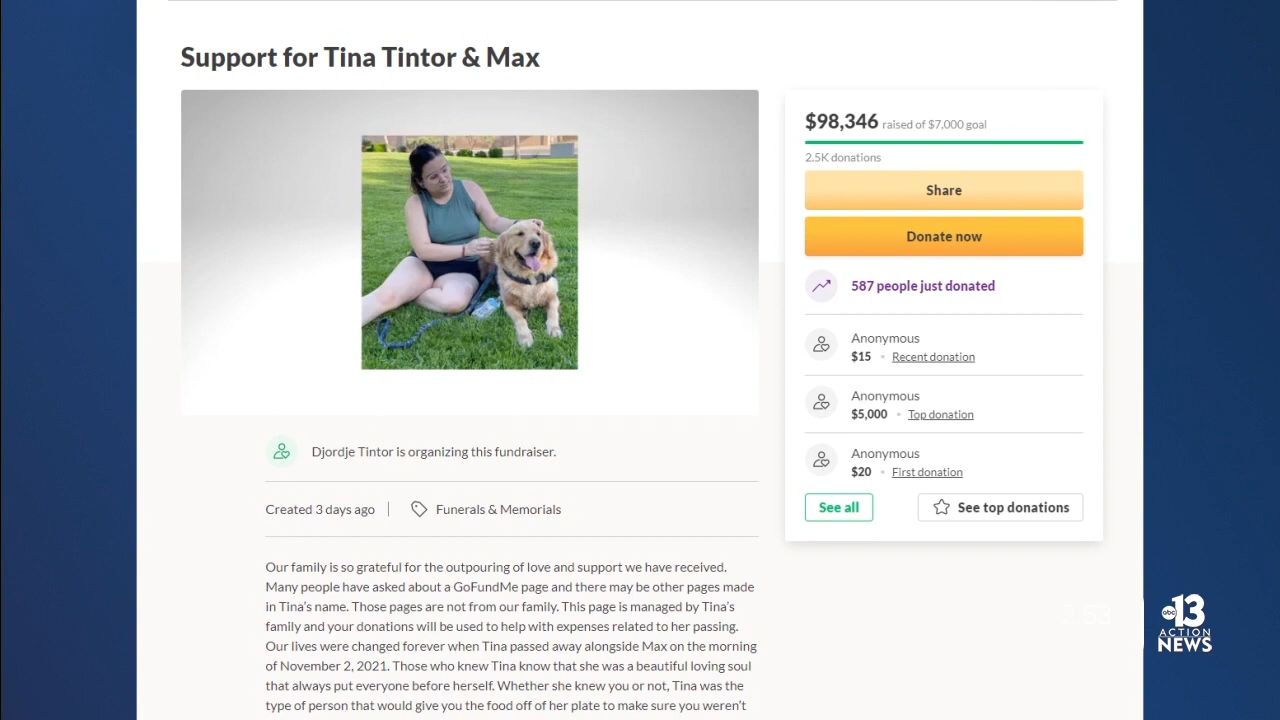 Support for Tina Tintor & Max
$98,346 raised of $7,000 goal
2.5K donations
Share
Donate now
587 people just donated
Anonymous
$15 • Recent donation
Anonymous
$5,000 • Top donation
Anonymous
$20 • First donation
See all
See top donations
Djordje Tintor is organizing this fundraiser.
Created 3 days ago
Funerals & Memorials
Our family is so grateful for the outpouring of love and support we have received.
Many people have asked about a GoFundMe page and there may be other pages made
in Tina's name. Those pages are not from our family. This page is managed by Tina's
family and your donations will be used to help with expenses related to her passing.
Our lives were changed forever when Tina passed away alongside Max on the morning
of November 2, 2021. Those who knew Tina know that she was a beautiful loving soul
that always put everyone before herself. Whether she knew you or not, Tina was the
type of person that would give you the food off of her plate to make sure you weren't
2:53
abc 13
ACTION
NEWS